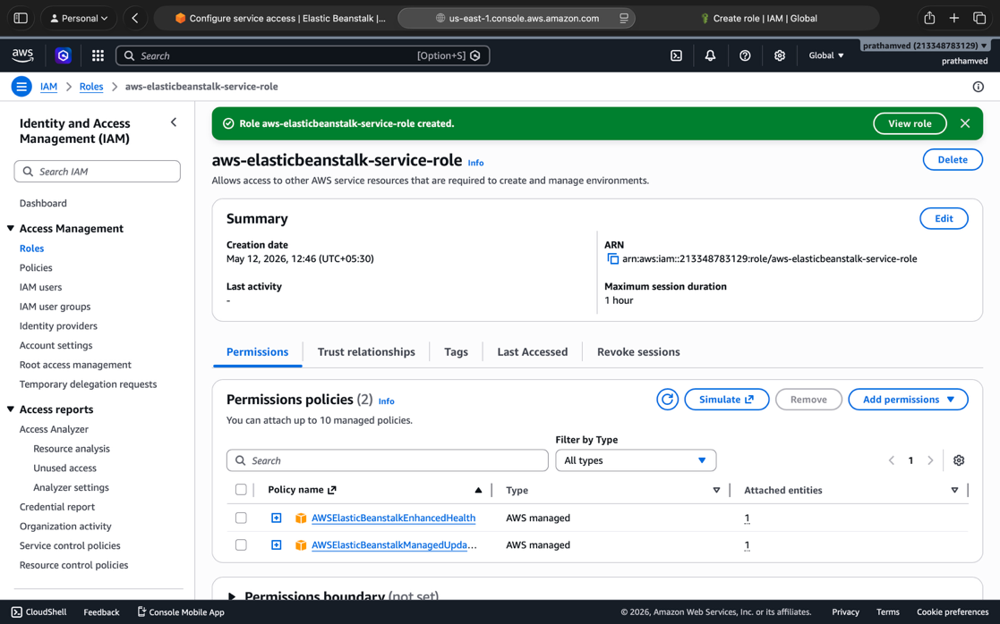 Personal
Configure service access | Elastic Beanstalk |...
us-east-1.console.aws.amazon.com
Create role | IAM | Global
aws
Search
[Option+S]
Global
prathamved (213348783129)
prathamved
IAM
Roles
aws-elasticbeanstalk-service-role
Identity and Access
Management (IAM)
Search IAM
Dashboard
Access Management
Roles
Policies
IAM users
IAM user groups
Identity providers
Account settings
Root access management
Temporary delegation requests
Access reports
Access Analyzer
Resource analysis
Unused access
Analyzer settings
Credential report
Organization activity
Service control policies
Resource control policies
Role aws-elasticbeanstalk-service-role created.
View role
aws-elasticbeanstalk-service-role Info
Delete
Allows access to other AWS service resources that are required to create and manage environments.
Summary
Edit
Creation date
May 12, 2026, 12:46 (UTC+05:30)
ARN
arn:aws:iam::213348783129:role/aws-elasticbeanstalk-service-role
Last activity
-
Maximum session duration
1 hour
Permissions
Trust relationships
Tags
Last Accessed
Revoke sessions
Permissions policies (2) Info
Simulate
Remove
Add permissions
You can attach up to 10 managed policies.
Filter by Type
Search
All types
1
Policy name
Type
Attached entities
AWSElasticBeanstalkEnhancedHealth
AWS managed
1
AWSElasticBeanstalkManagedUpda...
AWS managed
1
Permissions boundary (not set)
CloudShell
Feedback
Console Mobile App
© 2026, Amazon Web Services, Inc. or its affiliates.
Privacy
Terms
Cookie preferences